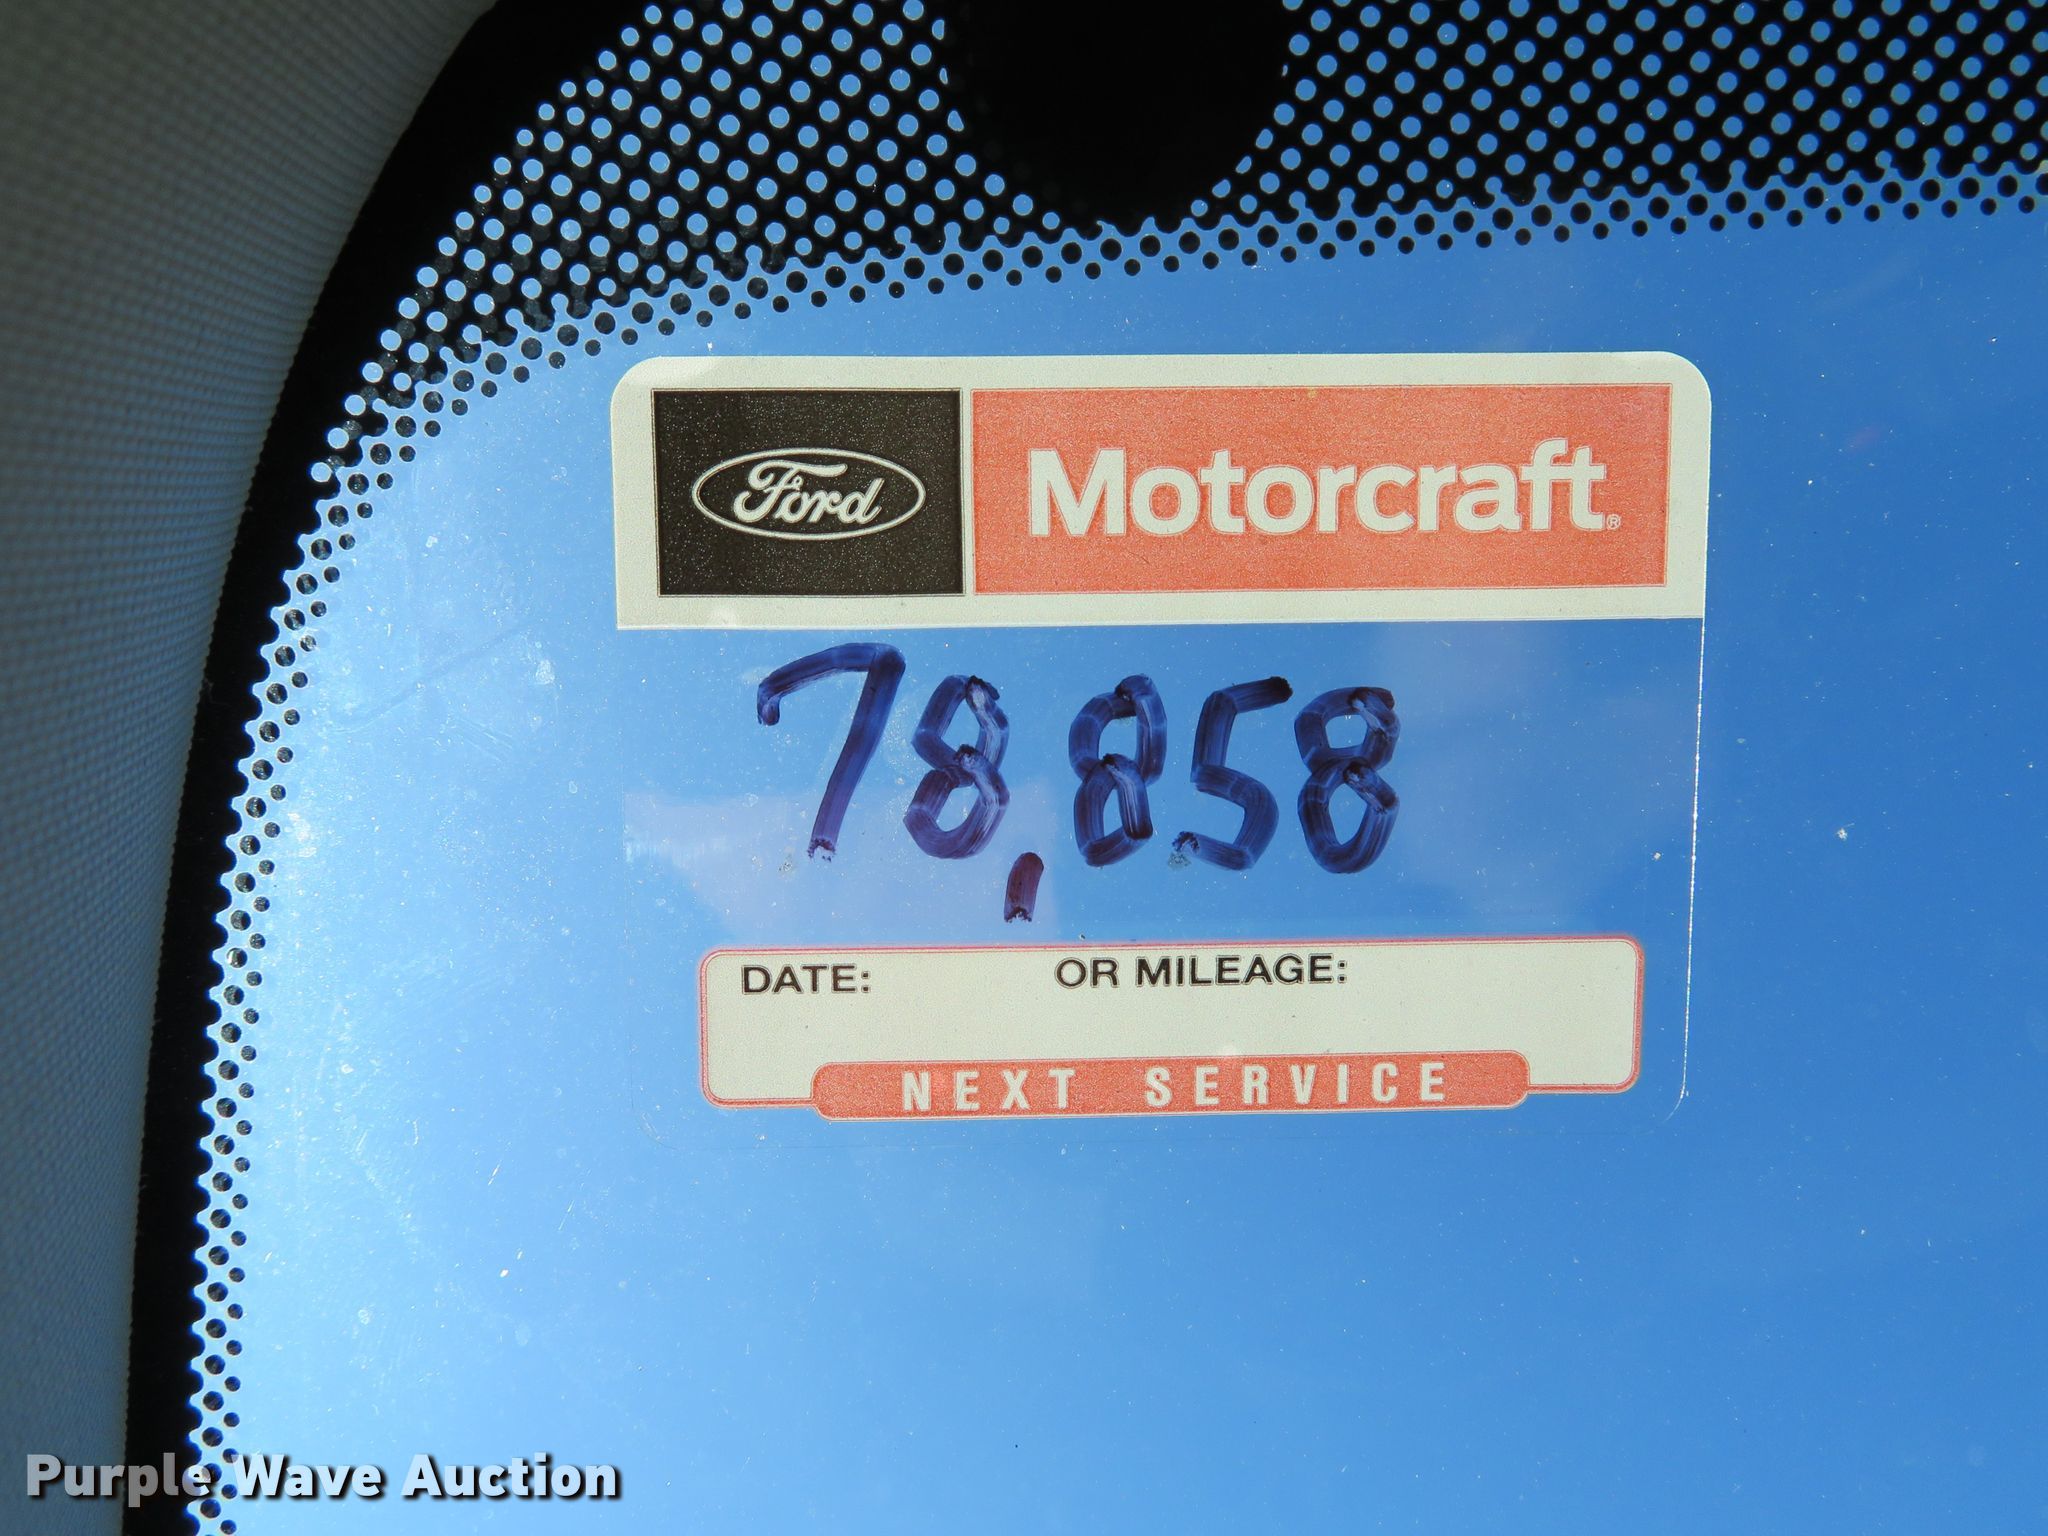 Ford Motorcraft®
78,858
DATE: OR MILEAGE:
NEXT SERVICE
Purple Wave Auction